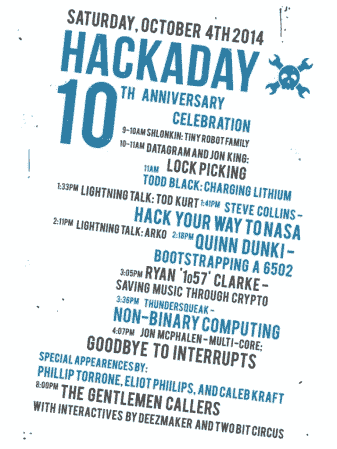 SATURDAY, OCTOBER 4TH 2014
HACKADAY
10TH ANNIVERSARY
CELEBRATION
9-10AM SHLONKIN: TINY ROBOT FAMILY
10-11AM DATAGRAM AND JON KING:
LOCK PICKING
11AM TODD BLACK: CHARGING LITHIUM
1:33PM LIGHTNING TALK: TOD KURT 1:41PM STEVE COLLINS -
HACK YOUR WAY TO NASA
2:11PM LIGHTNING TALK: ARKO 2:18PM QUINN DUNKI -
BOOTSTRAPPING A 6502
3:05PM RYAN '1o57' CLARKE -
SAVING MUSIC THROUGH CRYPTO
3:36PM THUNDERSQUEAK -
NON-BINARY COMPUTING
4:07PM JON MCPHALEN - MULTI-CORE:
GOODBYE TO INTERRUPTS
SPECIAL APPEARENCES BY:
PHILLIP TORRONE, ELIOT PHIILIPS, AND CALEB KRAFT
8:00PM THE GENTLEMEN CALLERS
WITH INTERACTIVES BY DEEZMAKER AND TWO BIT CIRCUS